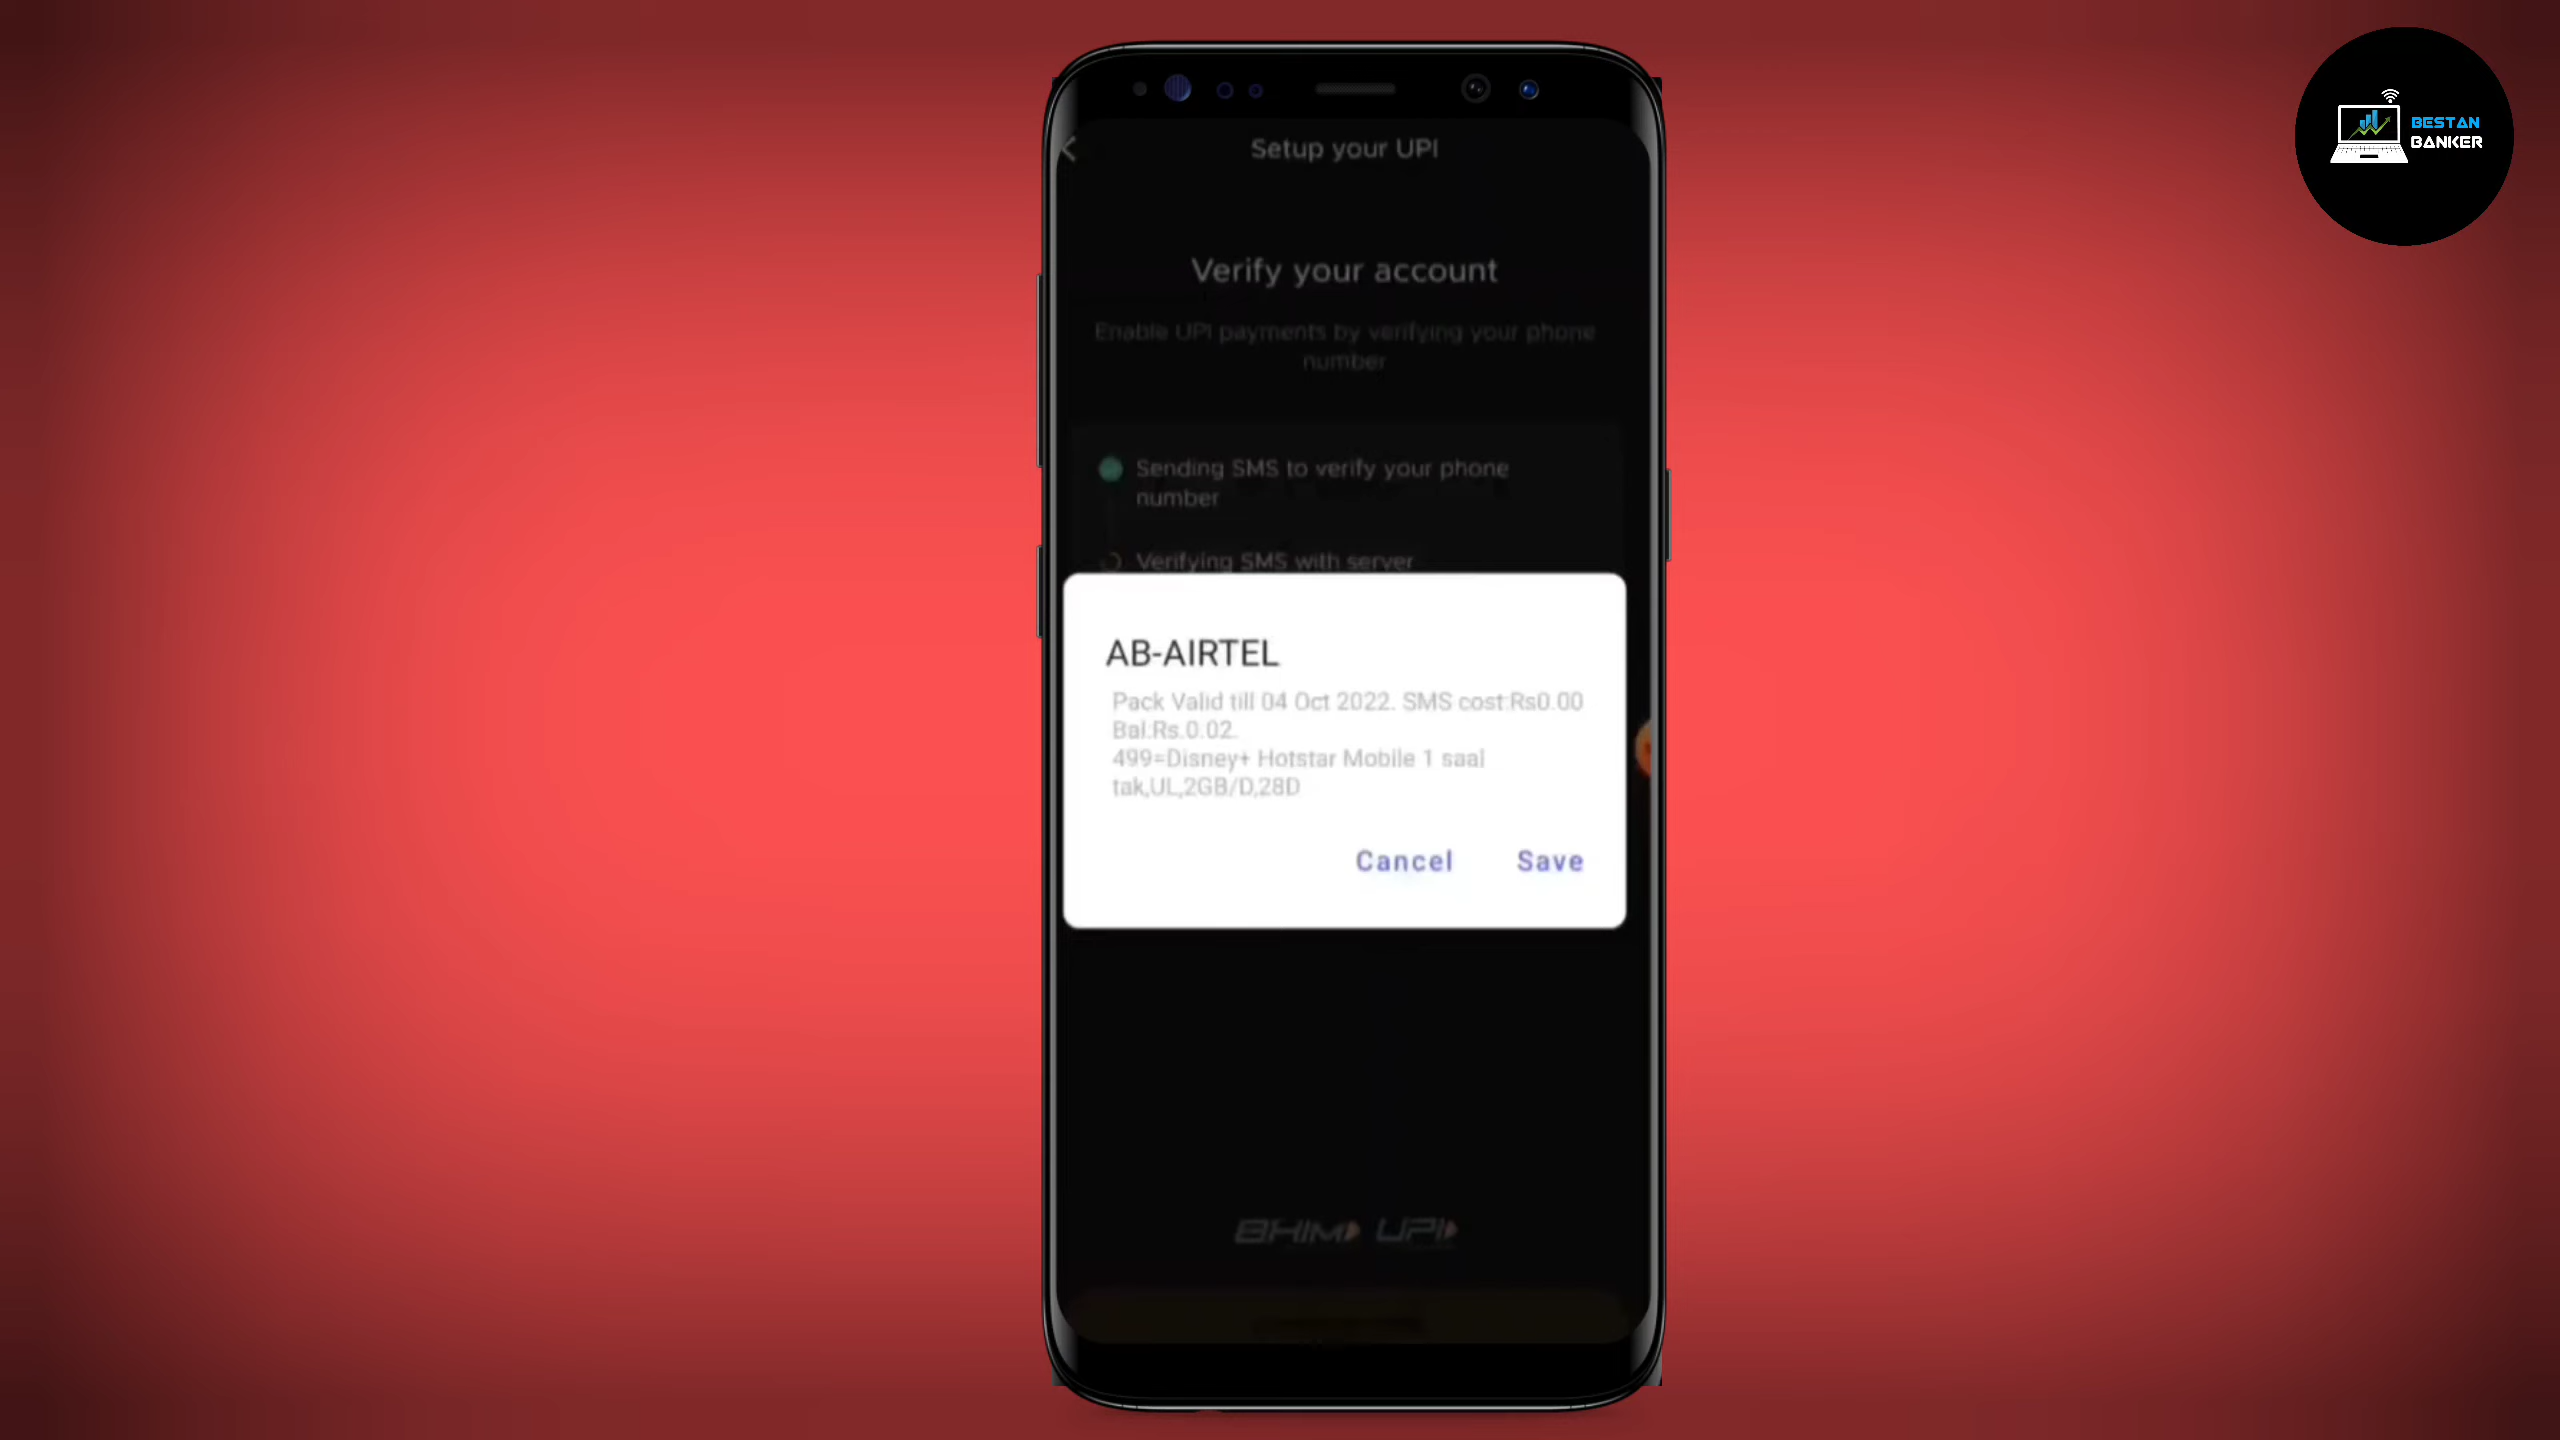 BESTAN
BANKER
Setup your UPI
Verify your account
Enable UPI payments by verifying your phone
number
Sending SMS to verify your phone
number
Verifying SMS with server
AB-AIRTEL
Pack Valid till 04 Oct 2022. SMS cost:Rs0.00
Bal:Rs.0.02.
499=Disney+ Hotstar Mobile 1 saal
tak,UL,2GB/D,28D
Cancel Save
BHIM UPI